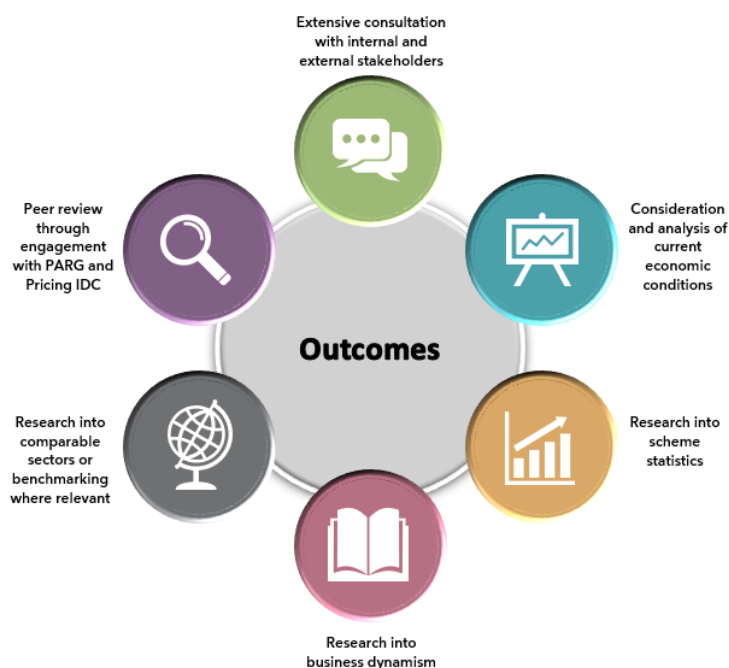 Extensive consultation
with internal and
external stakeholders
Peer review
through
engagement
with PARG and
Pricing IDC
Consideration
and analysis of
current
economic
conditions
Outcomes
Research into
comparable
sectors or
benchmarking
where relevant
Research into
scheme
statistics
Research into
business dynamism